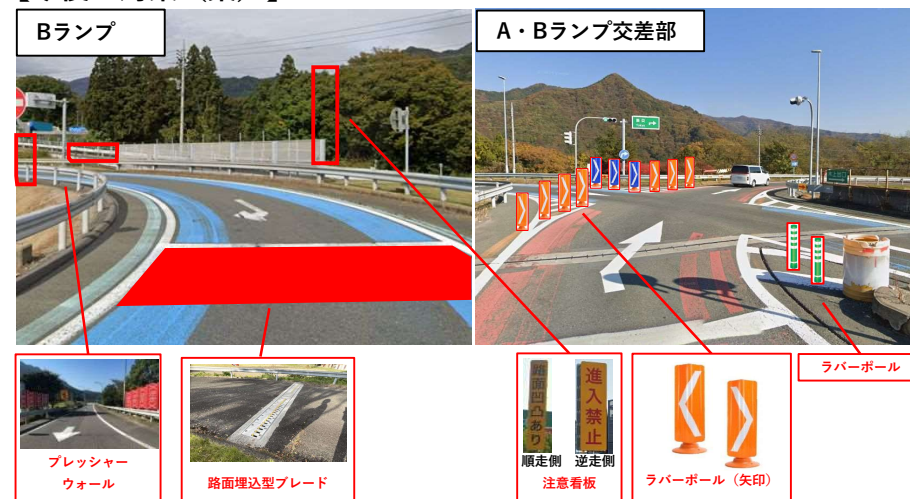 Bランプ
A・Bランプ交差部
プレッシャー
ウォール
路面埋込型ブレード
路面凹凸あり
進入禁止
順走側
逆走側
注意看板
ラバーポール（矢印）
ラバーポール